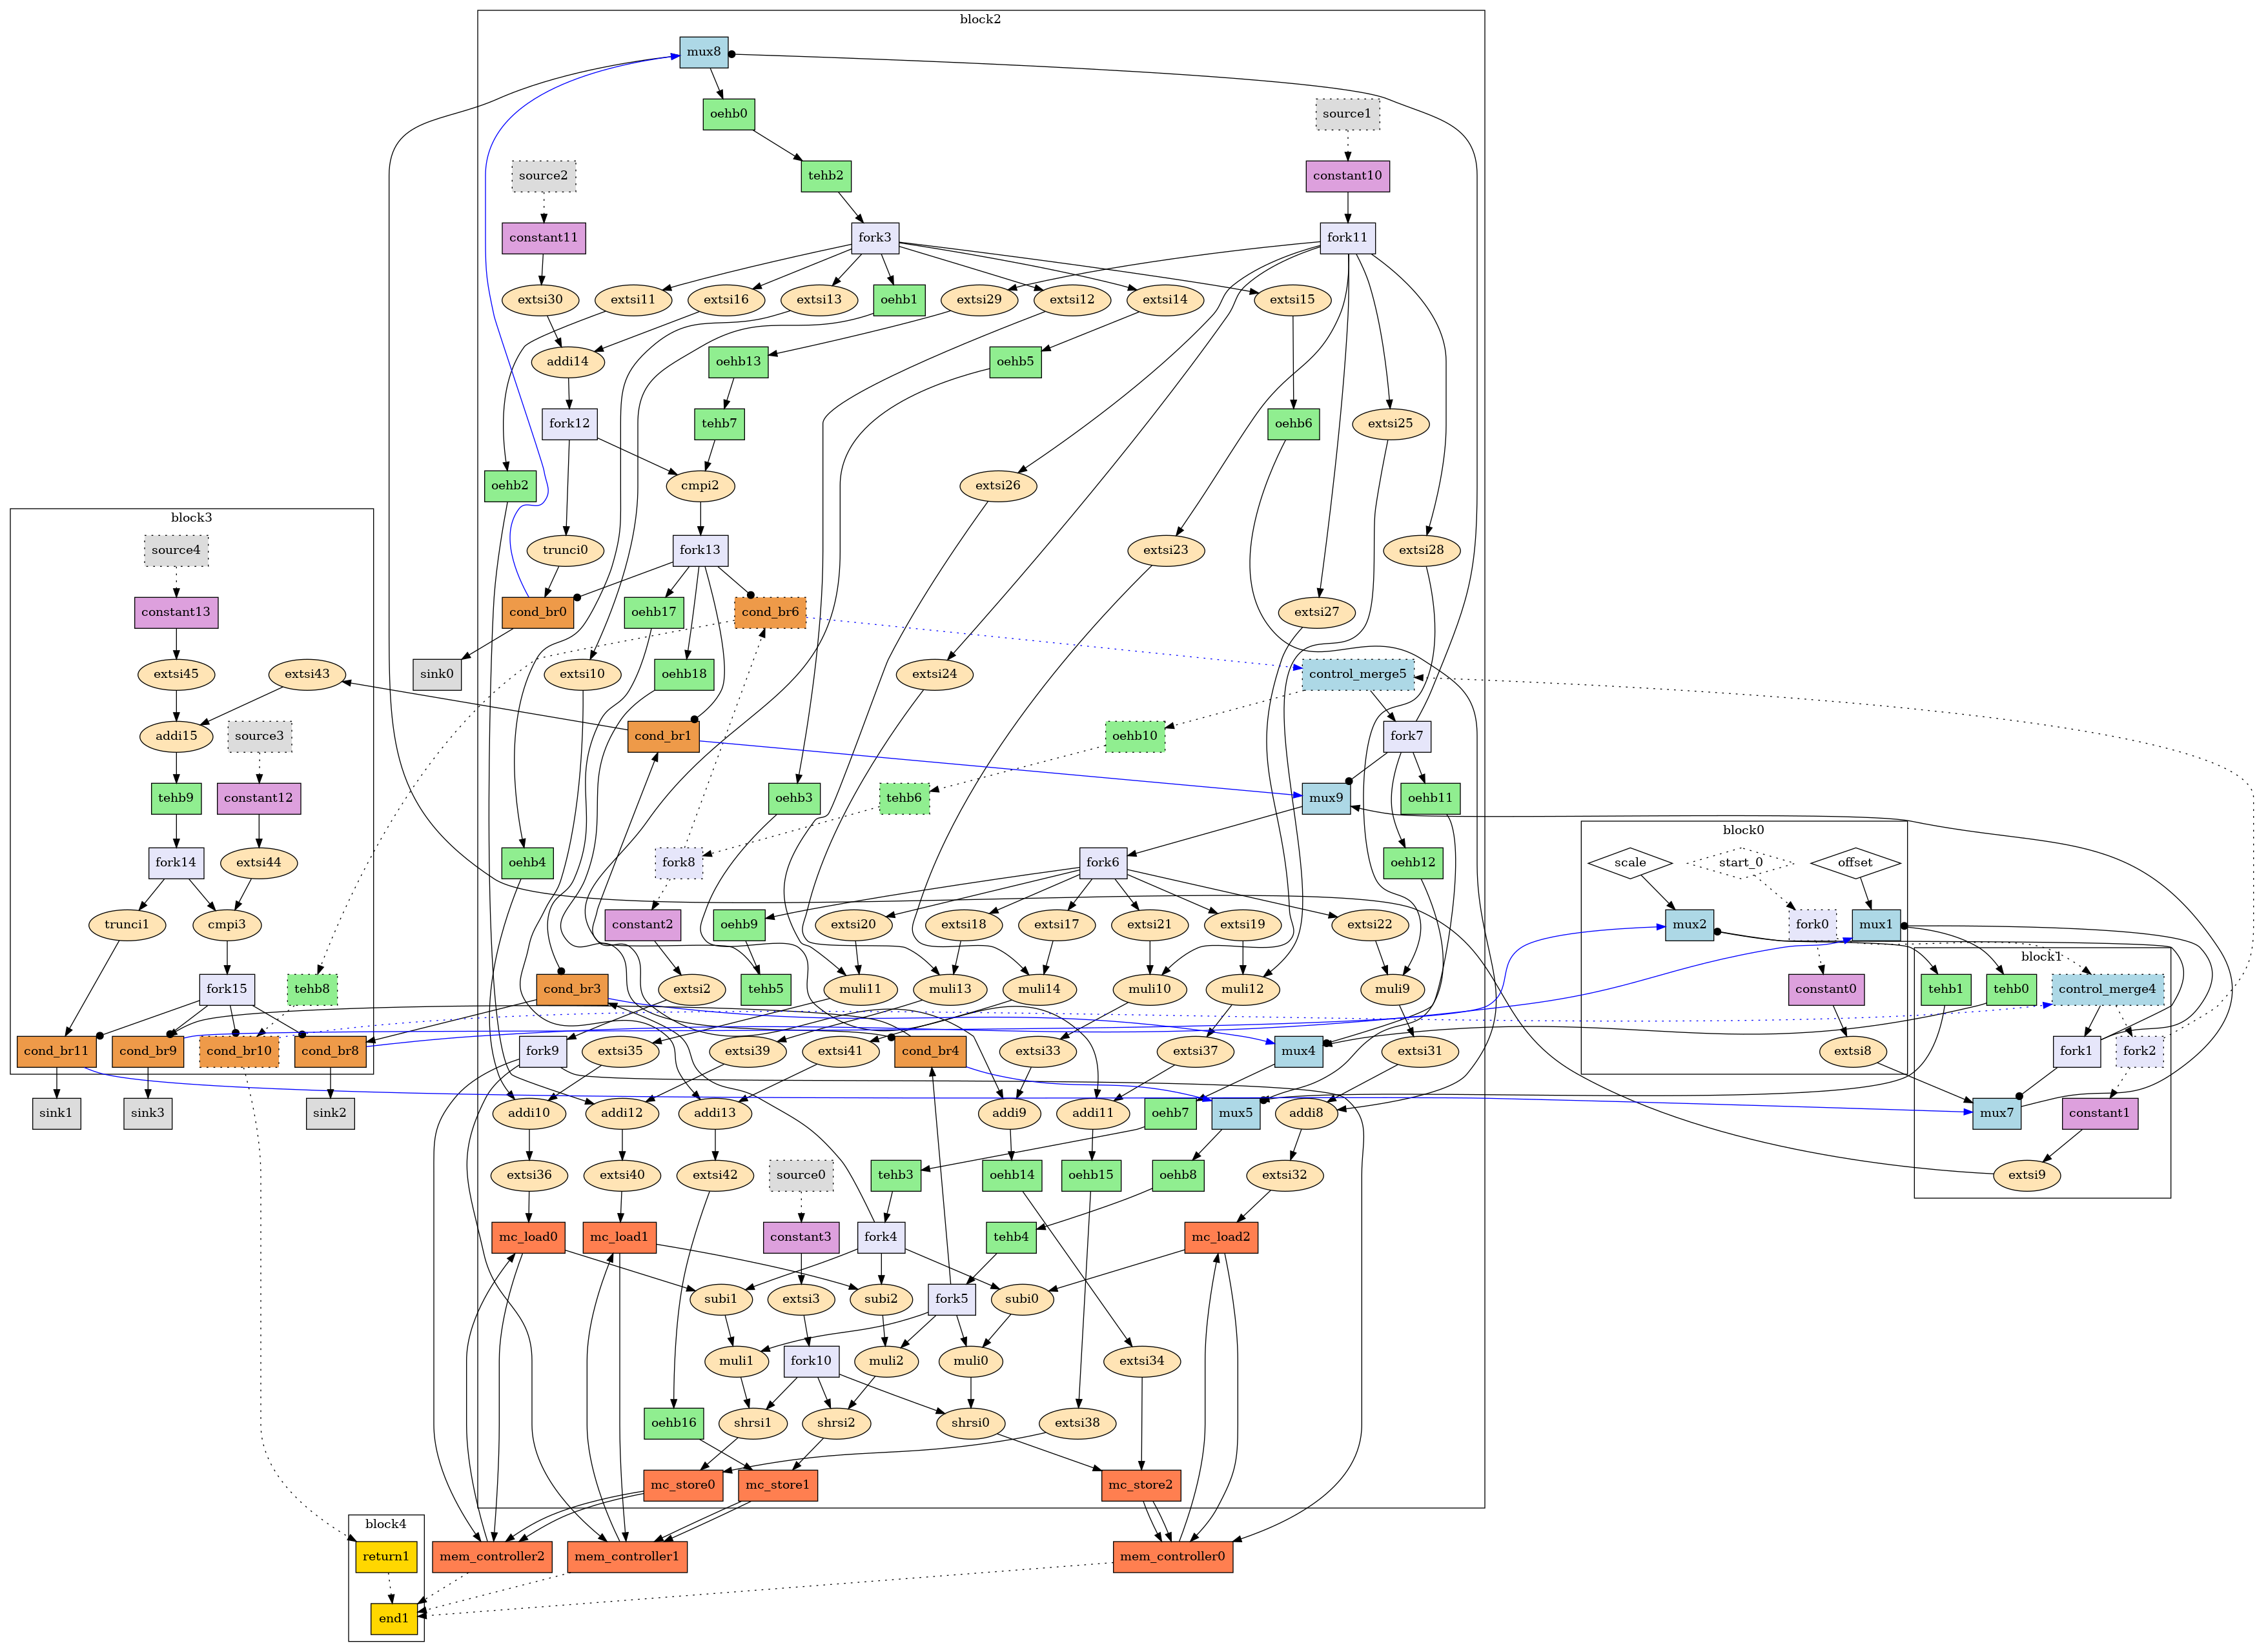 block2
mux8
oehb0
source1
source2
tehb2
constant10
constant11
fork3
fork11
extsi30
extsi11
extsi16
extsi13
oehb1
extsi29
extsi12
extsi14
extsi15
addi14
oehb13
oehb5
fork12
tehb7
oehb6
extsi25
oehb2
cmpi2
extsi26
block3
source4
trunci0
fork13
extsi23
extsi28
constant13
cond_br0
oehb17
cond_br6
extsi27
extsi45
extsi43
sink0
extsi10
oehb18
extsi24
control_merge5
addi15
source3
cond_br1
oehb10
fork7
tehb9
constant12
oehb3
tehb6
mux9
oehb11
block0
fork14
extsi44
oehb4
fork8
fork6
oehb12
scale
start_0
offset
trunci1
cmpi3
constant2
oehb9
extsi20
extsi18
extsi17
extsi21
extsi19
extsi22
mux2
fork0
mux1
block1
fork15
tehb8
cond_br3
extsi2
tehb5
muli11
muli13
muli14
muli10
muli12
muli9
constant0
tehb1
tehb0
control_merge4
cond_br11
cond_br9
cond_br10
cond_br8
fork9
extsi35
extsi39
extsi41
cond_br4
extsi33
extsi37
mux4
extsi31
extsi8
fork1
fork2
sink1
sink3
sink2
addi10
addi12
addi13
addi9
addi11
oehb7
mux5
addi8
mux7
constant1
extsi36
extsi40
extsi42
source0
tehb3
oehb14
oehb15
oehb8
extsi32
extsi9
mc_load0
mc_load1
constant3
fork4
tehb4
mc_load2
subi1
extsi3
subi2
fork5
subi0
muli1
fork10
muli2
muli0
extsi34
oehb16
shrsi1
shrsi2
shrsi0
extsi38
mc_store0
mc_store1
mc_store2
block4
return1
mem_controller2
mem_controller1
mem_controller0
end1